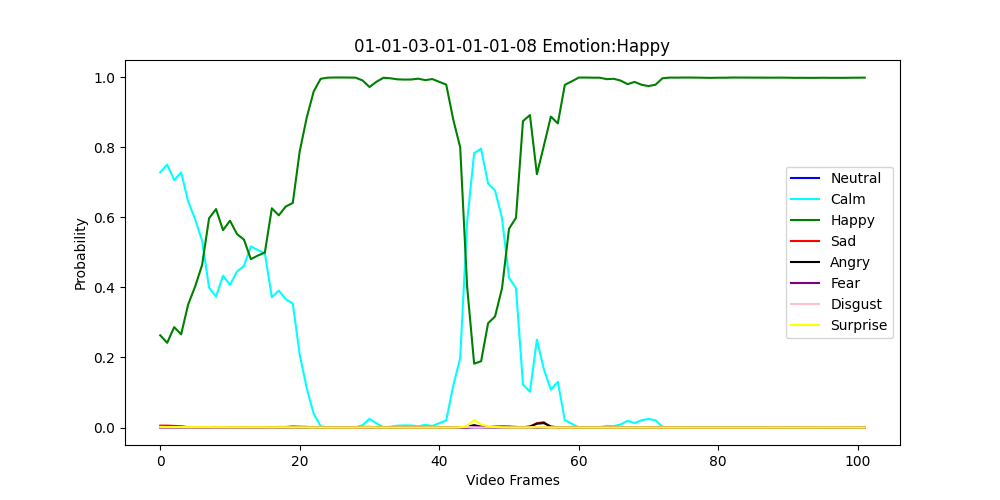 01-01-03-01-01-01-08 Emotion:Happy
1.0
0.8
0.6
0.4
0.2
0.0
Probability
0 20 40 60 80 100
Video Frames
Neutral
Calm
Happy
Sad
Angry
Fear
Disgust
Surprise